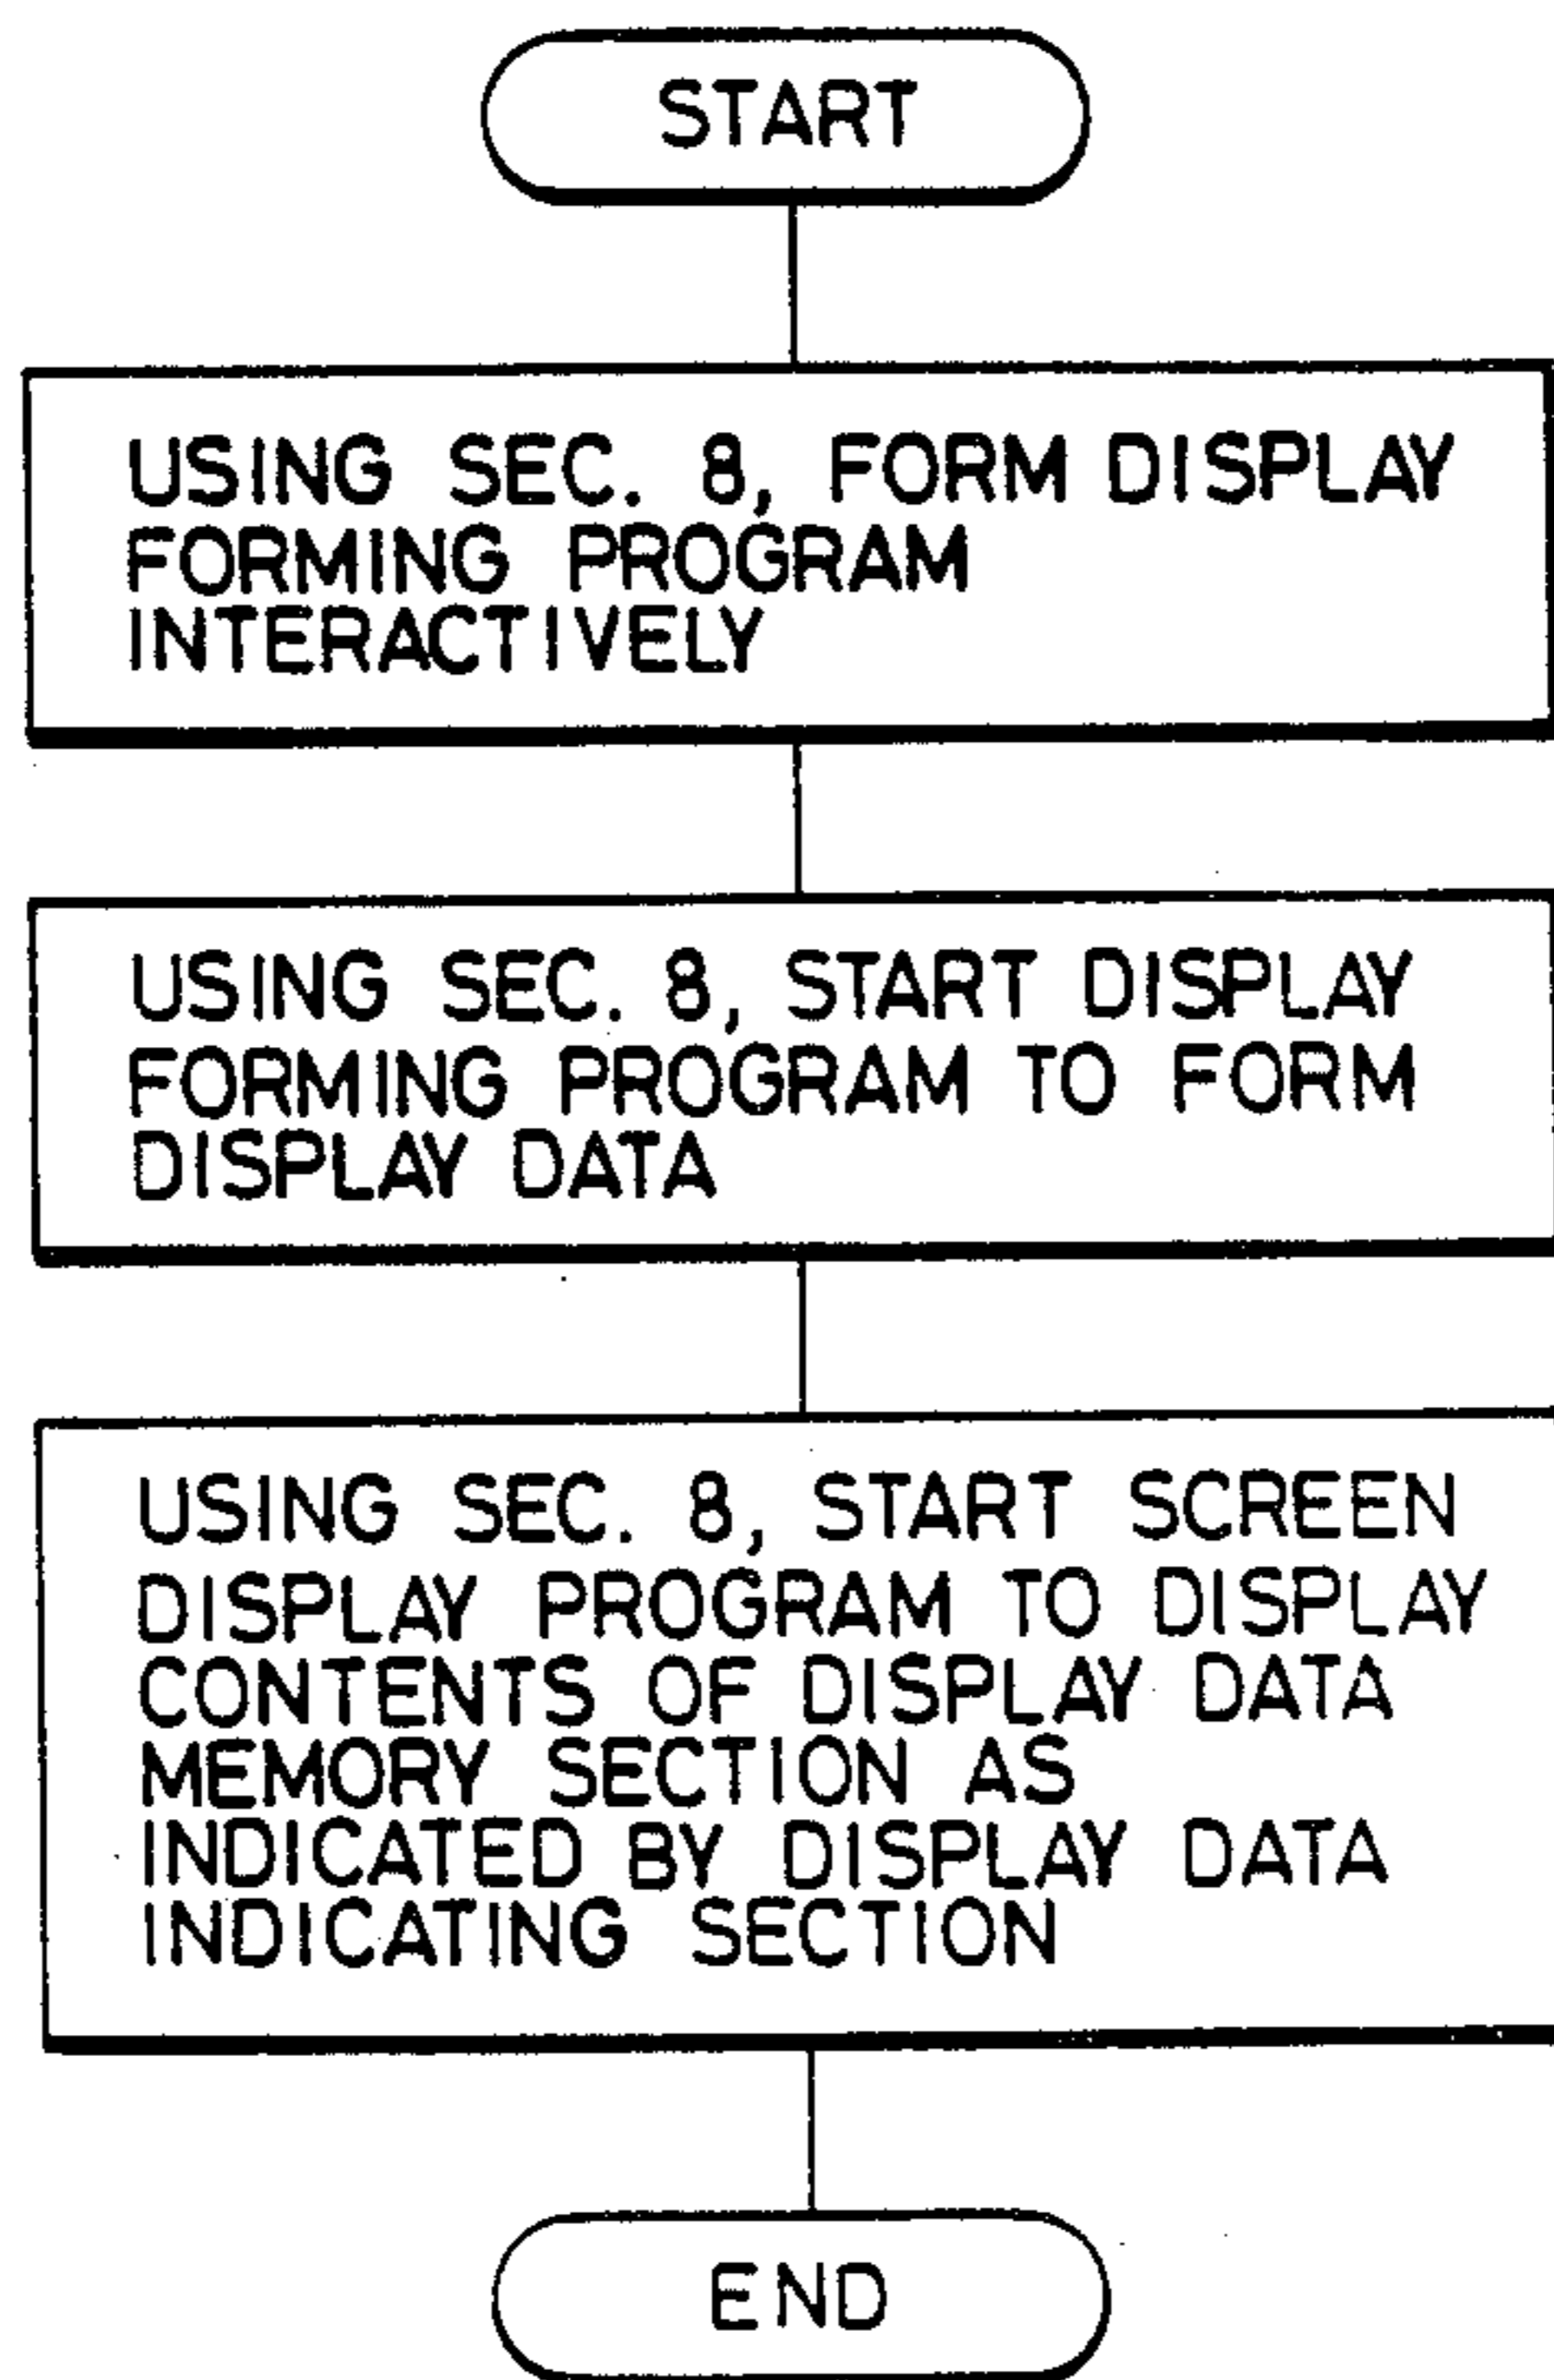 START
USING SEC. 8, FORM DISPLAY
FORMING PROGRAM
INTERACTIVELY
USING SEC. 8, START DISPLAY
FORMING PROGRAM TO FORM
DISPLAY DATA
USING SEC. 8, START SCREEN
DISPLAY PROGRAM TO DISPLAY
CONTENTS OF DISPLAY DATA
MEMORY SECTION AS
INDICATED BY DISPLAY DATA
INDICATING SECTION
END